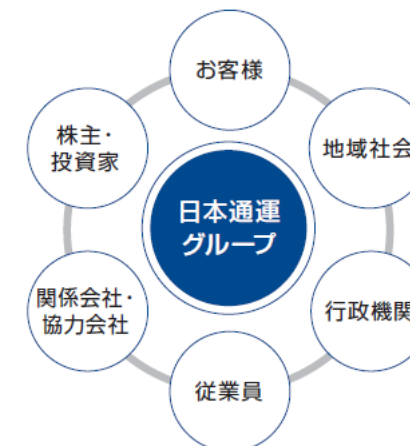 お客様
株主・
投資家
地域社会
日本通運
グループ
関係会社・
協力会社
行政機関
従業員